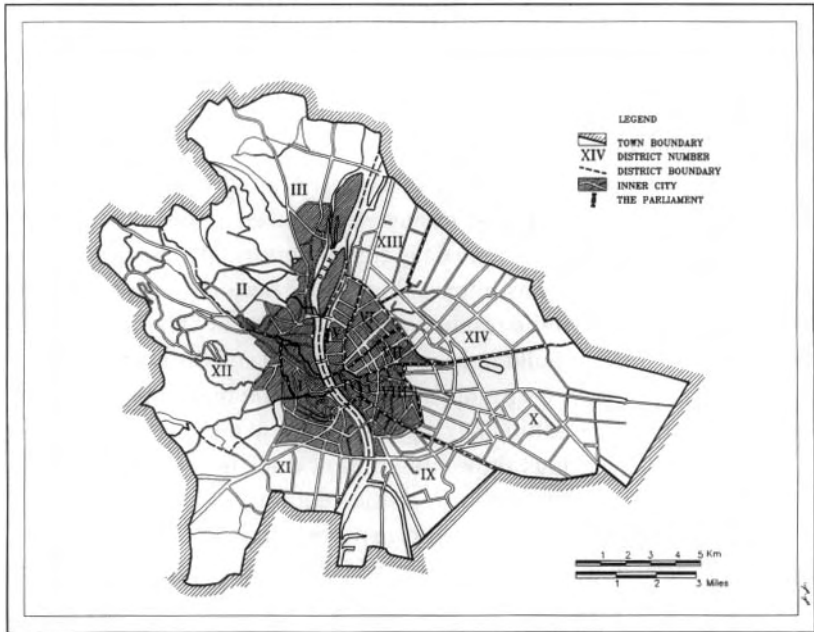 LEGEND
TOWN BOUNDARY
XIV DISTRICT NUMBER
DISTRICT BOUNDARY
INNER CITY
THE PARLIAMENT
III
XIII
II
XIV
XII
X
XI
IX
1 2 3 4 5 Km
1 2 3 Miles